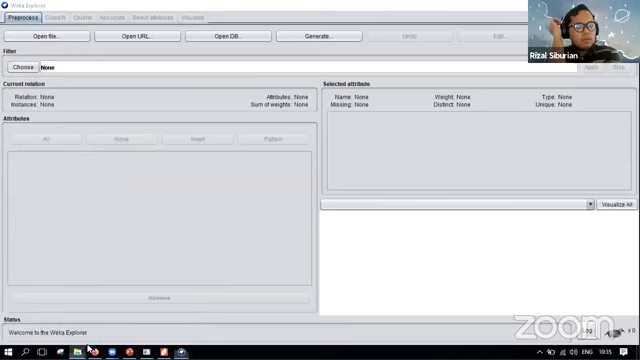 Weka Explorer
Preprocess Classify Cluster Associate Select attributes Visualize
Open file... Open URL... Open DB... Generate... Undo Edit...
Rizal Siburian
Filter
Choose None Apply Stop
Current relation
Relation: None Attributes: None
Instances: None Sum of weights: None
Selected attribute
Name: None Weight: None Type: None
Missing: None Distinct: None Unique: None
Attributes
All None Invert Pattern
Visualize All
Remove
Status
Welcome to the Weka Explorer
Log x 0
zoom
ENG 10:35